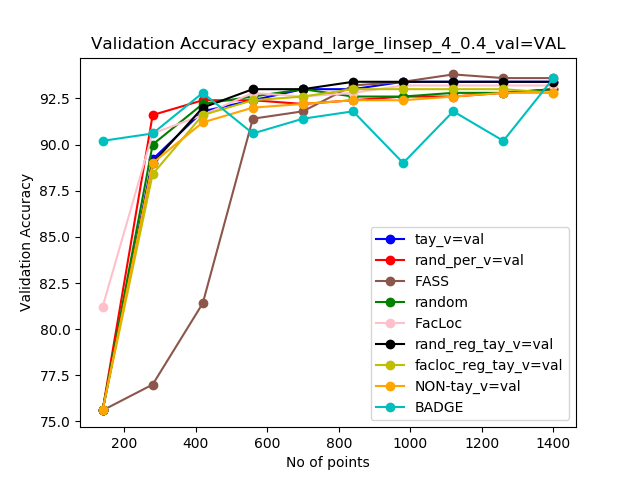 Validation Accuracy expand_large_linsep_4_0.4_val=VAL
Validation Accuracy
92.5
90.0
87.5
85.0
82.5
80.0
77.5
75.0
tay_v=val
rand_per_v=val
FASS
random
FacLoc
rand_reg_tay_v=val
facloc_reg_tay_v=val
NON-tay_v=val
BADGE
200 400 600 800 1000 1200 1400
No of points